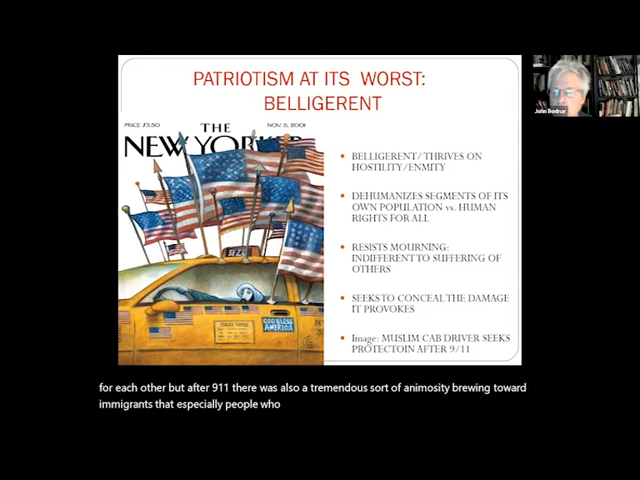 PATRIOTISM AT ITS WORST:
BELLIGERENT
John Bodnar
PRICE $3.50
THE
NOV. 5, 2001
NEW YORKER
BELLIGERENT/ THRIVES ON
HOSTILITY/ENMITY
DEHUMANIZES SEGMENTS OF ITS
OWN POPULATION vs. HUMAN
RIGHTS FOR ALL
RESISTS MOURNING:
INDIFFERENT TO SUFFERING OF
OTHERS
SEEKS TO CONCEAL THE DAMAGE
IT PROVOKES
Image: MUSLIM CAB DRIVER SEEKS
PROTECTOIN AFTER 9/11
GOD BLESS
AMERICA
for each other but after 911 there was also a tremendous sort of animosity brewing toward
immigrants that especially people who